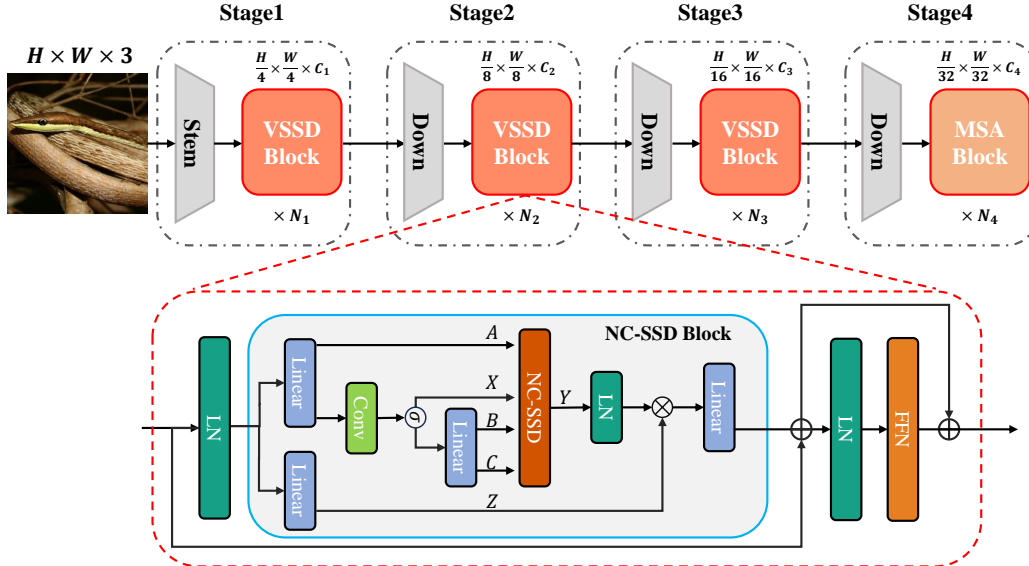 Stage1 Stage2 Stage3 Stage4
H × W × 3
H/4 × W/4 × C₁
H/8 × W/8 × C₂
H/16 × W/16 × C₃
H/32 × W/32 × C₄
Stem
VSSD
Block
× N₁
Down
VSSD
Block
× N₂
Down
VSSD
Block
× N₃
Down
MSA
Block
× N₄
NC-SSD Block
LN
Linear
Linear
Conv
σ
Linear
A
X
B
C
Z
NC-SSD
Y
LN
Linear
LN
FFN